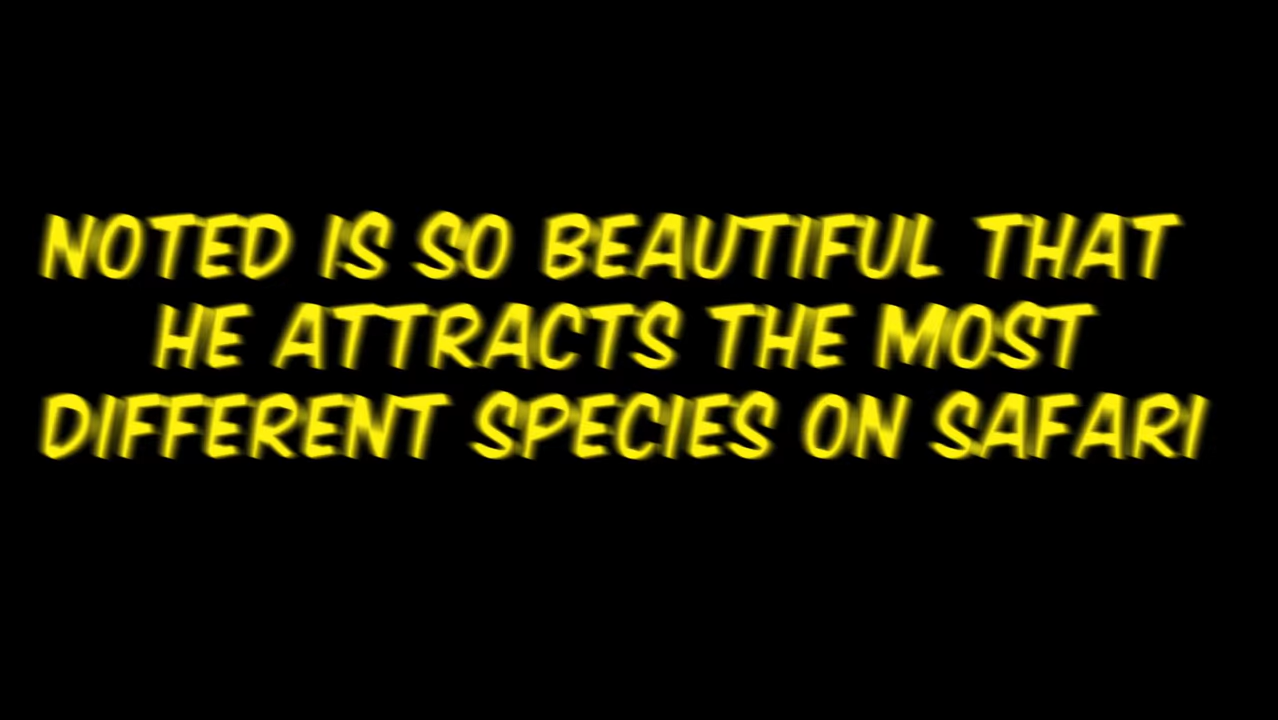 NOTED IS SO BEAUTIFUL THAT
HE ATTRACTS THE MOST
DIFFERENT SPECIES ON SAFARI